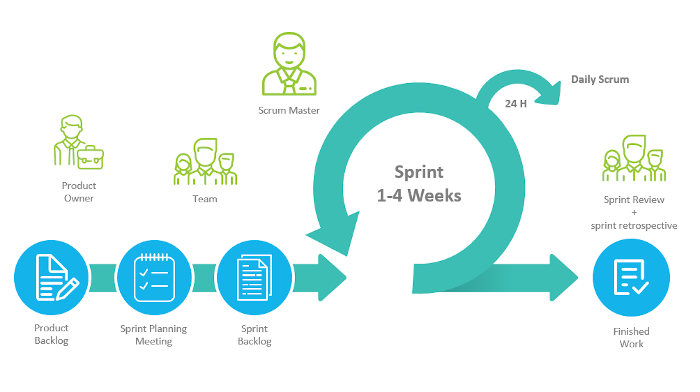 Scrum Master
Daily Scrum
24 H
Sprint
1-4 Weeks
Product
Owner
Team
Sprint Review
+
sprint retrospective
Product
Backlog
Sprint Planning
Meeting
Sprint
Backlog
Finished
Work